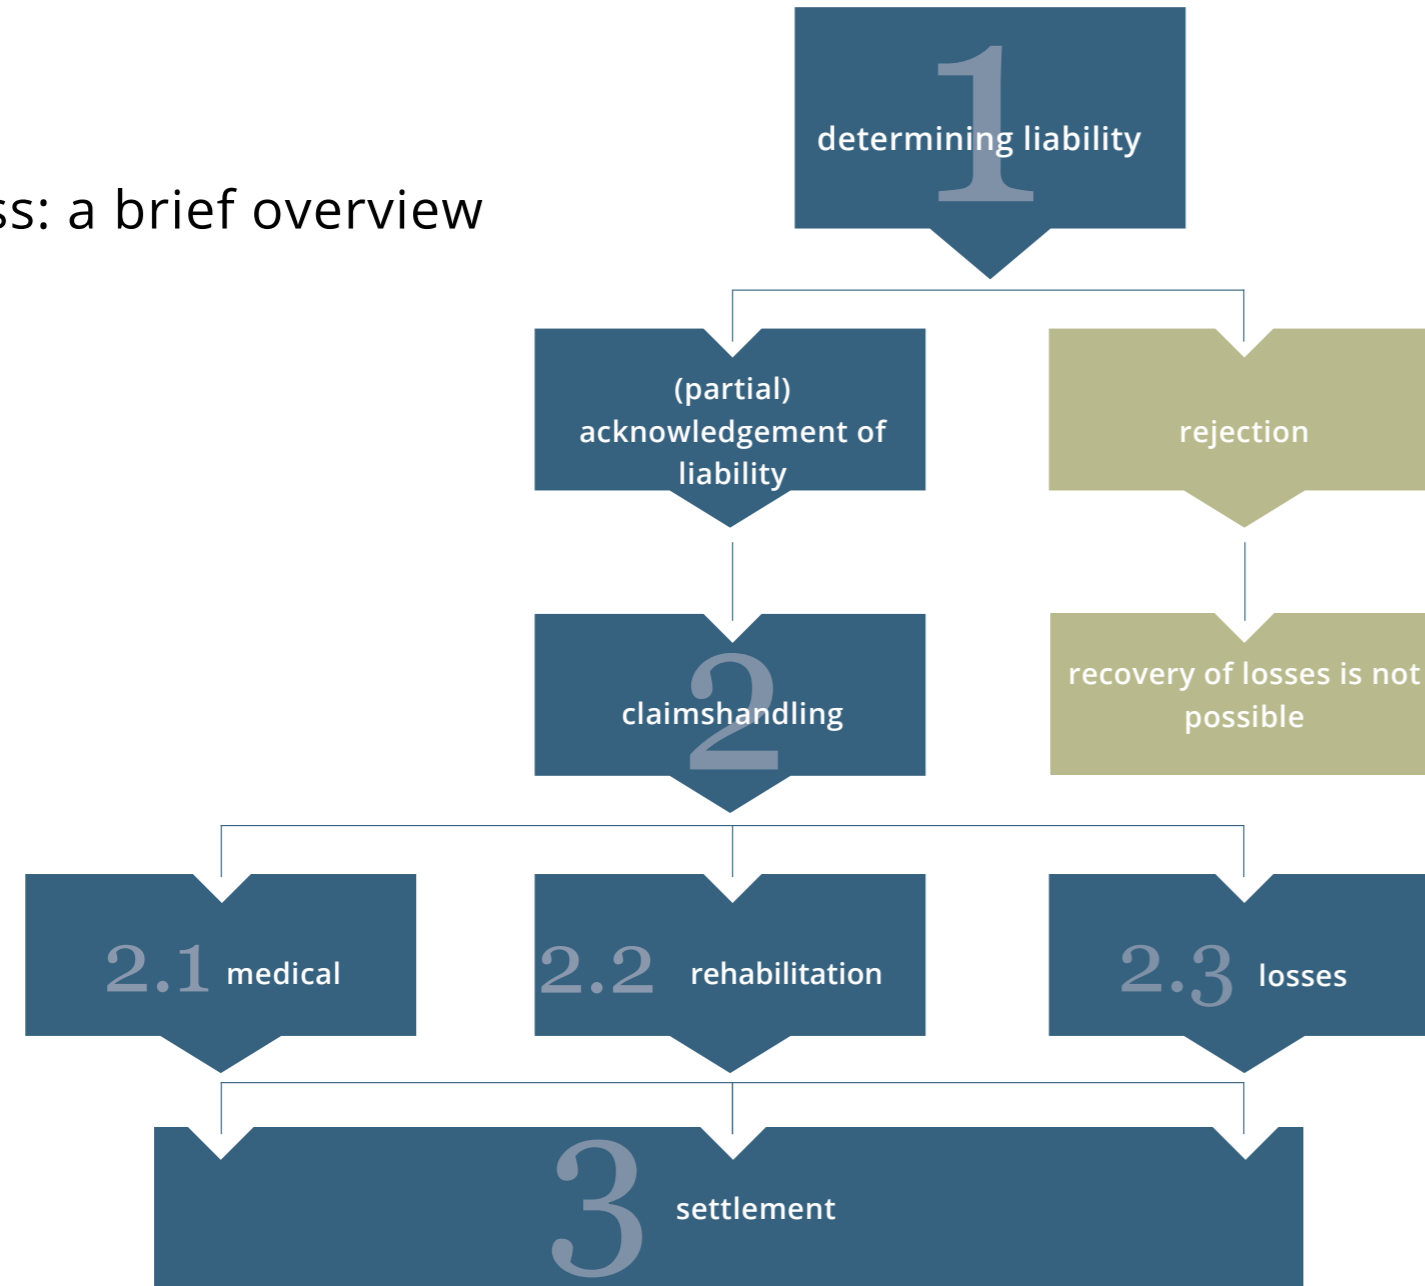 1
determining liability
ss: a brief overview
(partial)
acknowledgement of
liability
rejection
2
claimshandling
recovery of losses is not
possible
2.1 medical
2.2 rehabilitation
2.3 losses
3 settlement